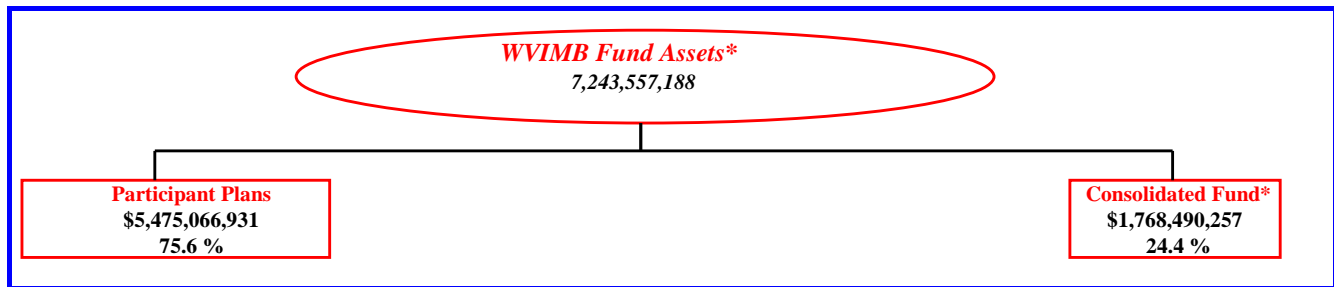 WVIMB Fund Assets*
7,243,557,188
Participant Plans
$5,475,066,931
75.6 %
Consolidated Fund*
$1,768,490,257
24.4 %